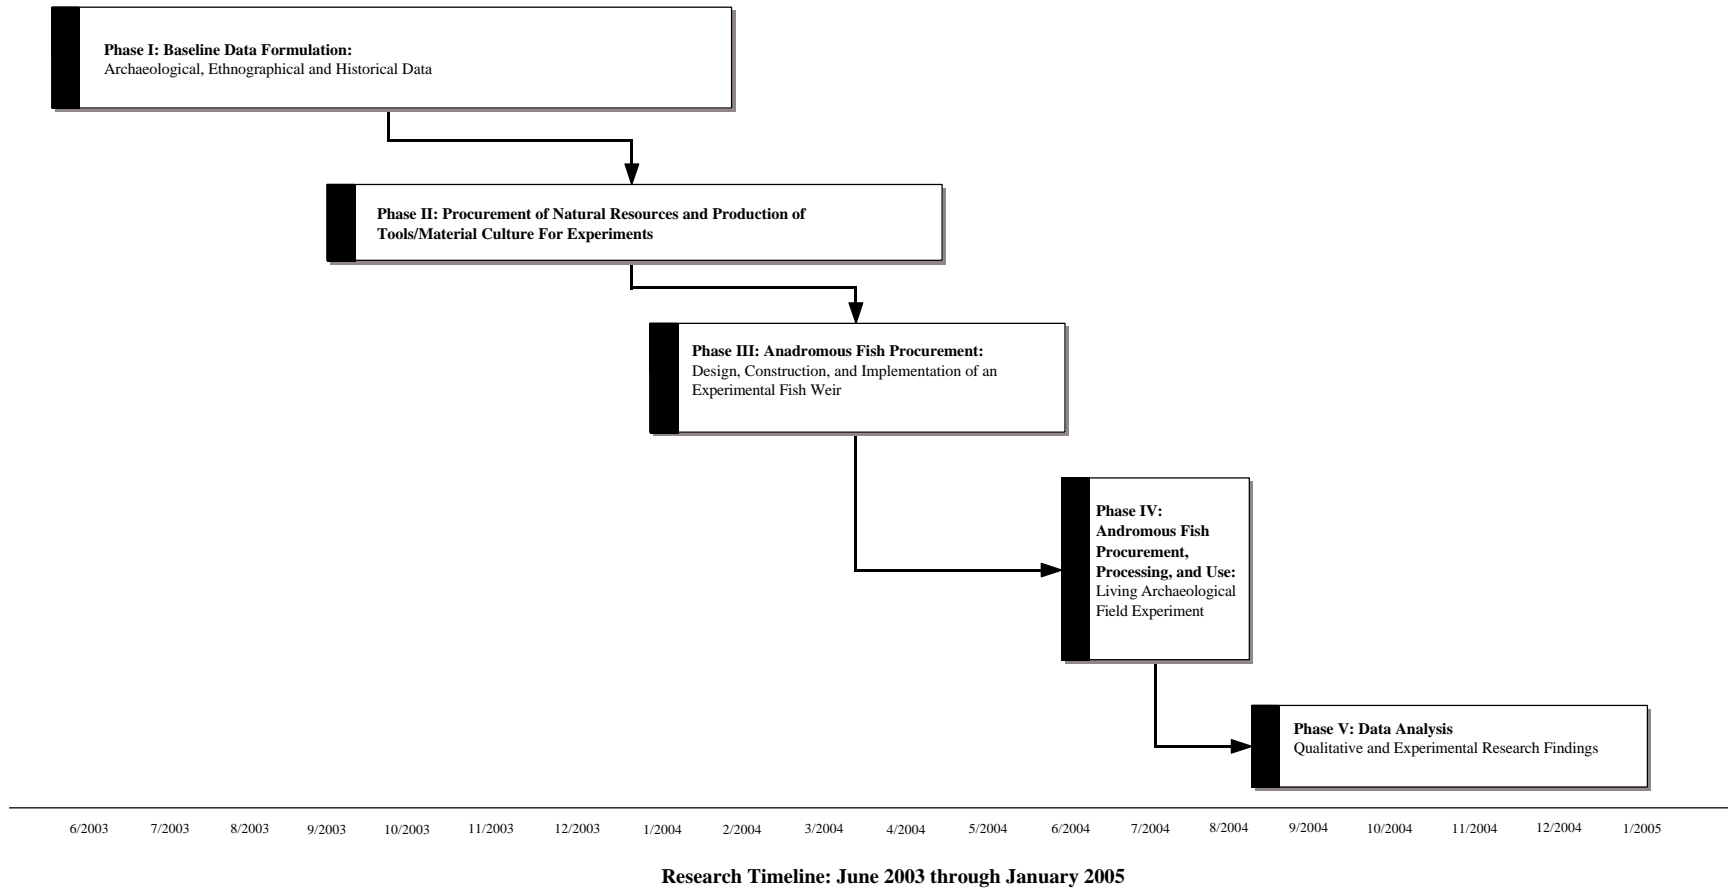 Phase I: Baseline Data Formulation:
Archaeological, Ethnographical and Historical Data
Phase II: Procurement of Natural Resources and Production of
Tools/Material Culture For Experiments
Phase III: Anadromous Fish Procurement:
Design, Construction, and Implementation of an
Experimental Fish Weir
Phase IV:
Andromous Fish
Procurement,
Processing, and Use:
Living Archaeological
Field Experiment
Phase V: Data Analysis
Qualitative and Experimental Research Findings
6/2003 7/2003 8/2003 9/2003 10/2003 11/2003 12/2003 1/2004 2/2004 3/2004 4/2004 5/2004 6/2004 7/2004 8/2004 9/2004 10/2004 11/2004 12/2004 1/2005
Research Timeline: June 2003 through January 2005